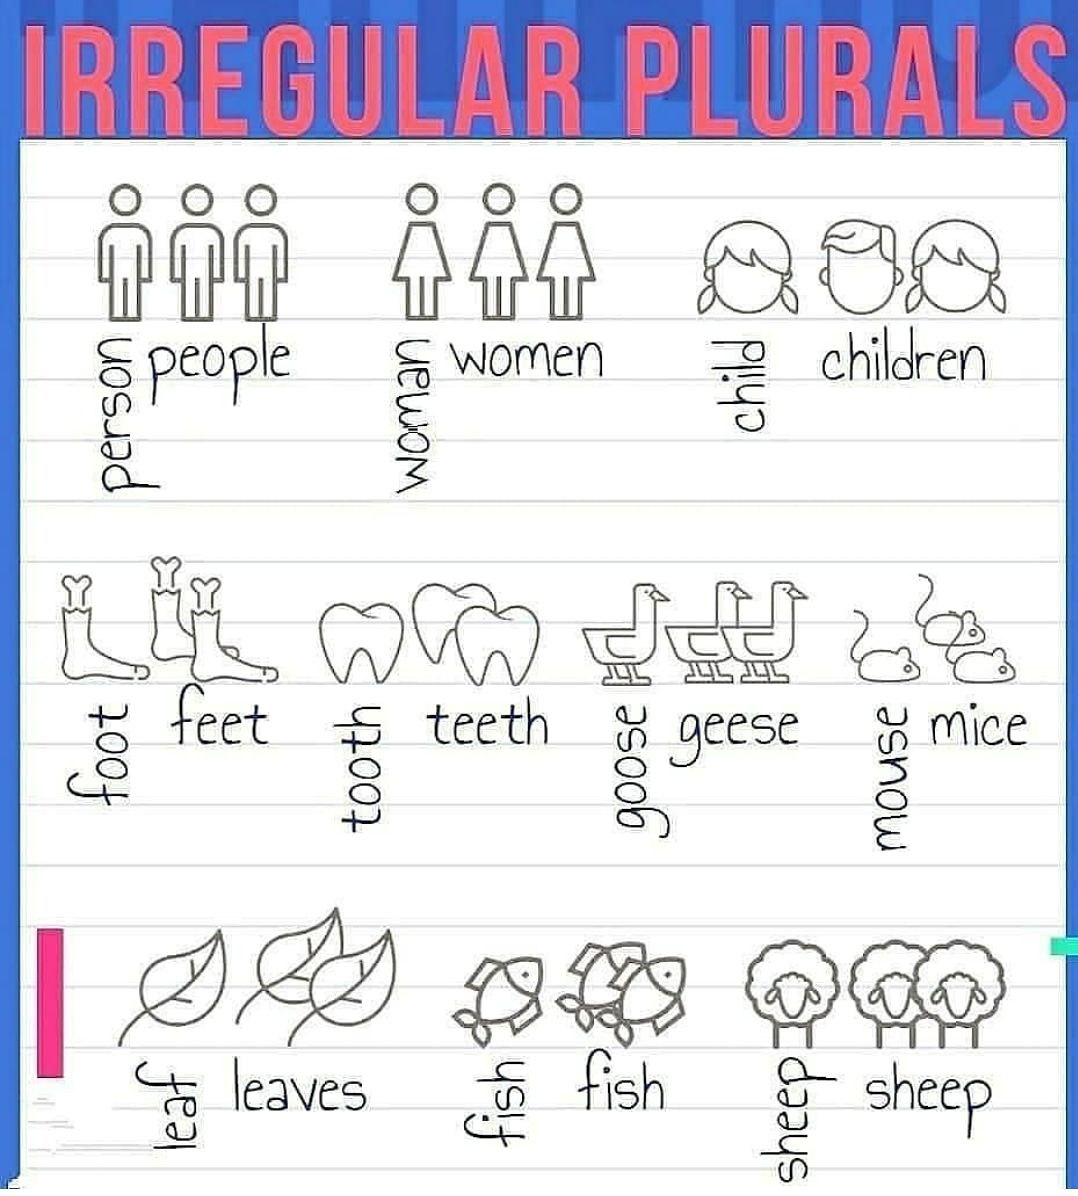 IRREGULAR PLURALS
person people woman women child children
foot feet tooth teeth goose geese mouse mice
leaf leaves fish fish sheep sheep